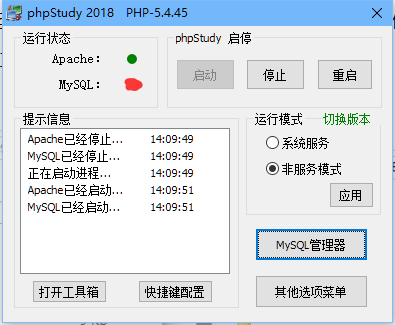 phpStudy 2018 PHP-5.4.45
运行状态
Apache:
MySQL:
phpStudy 启停
启动 停止 重启
提示信息
Apache已经停止... 14:09:49
MySQL已经停止... 14:09:49
正在启动进程... 14:09:49
Apache已经启动... 14:09:51
MySQL已经启动... 14:09:51
打开工具箱 快捷键配置
运行模式 切换版本
系统服务
非服务模式
应用
MySQL管理器
其他选项菜单